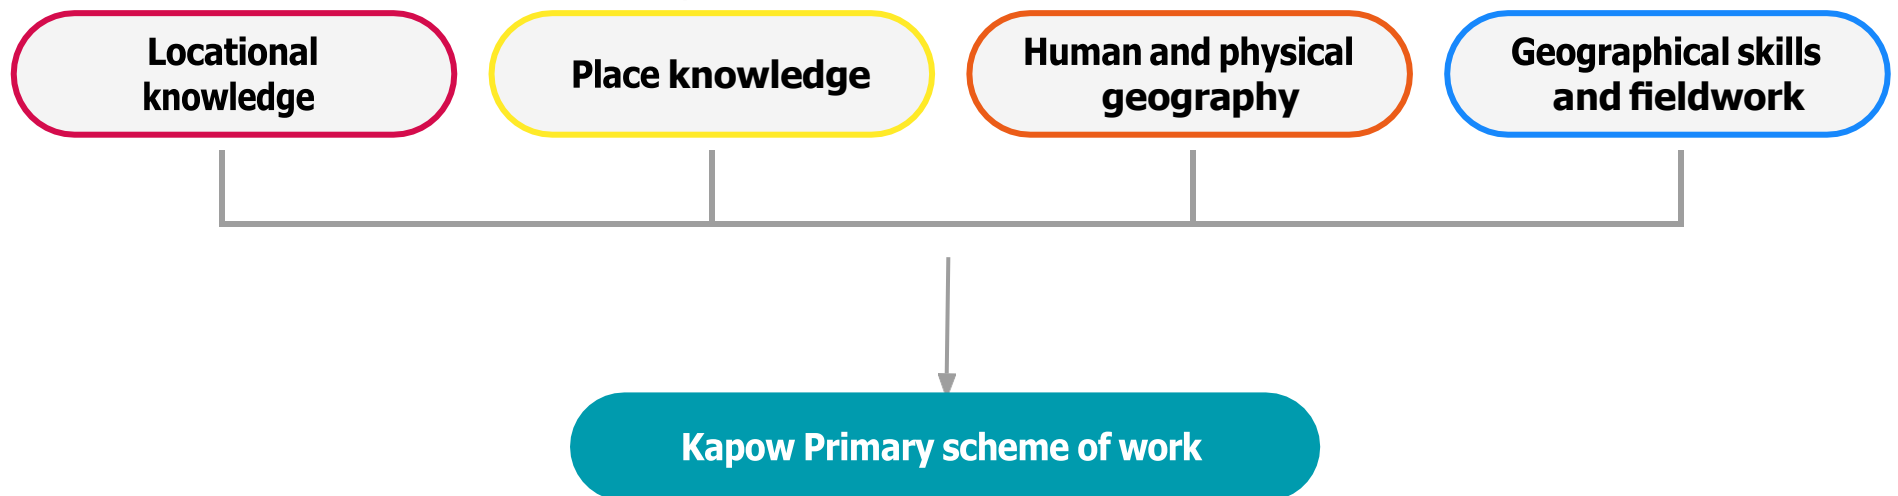 Locational
knowledge
Place knowledge
Human and physical
geography
Geographical skills
and fieldwork
Kapow Primary scheme of work